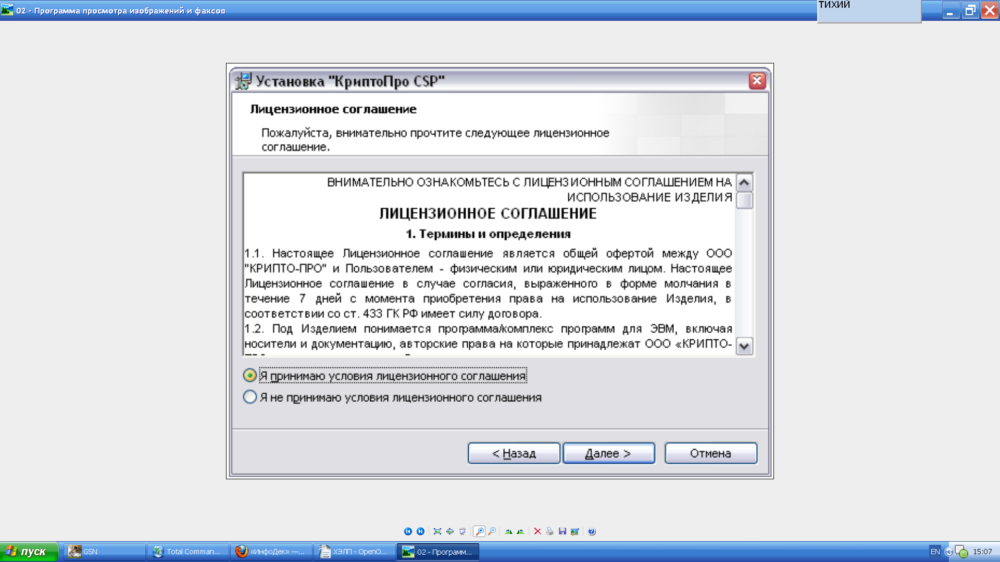 02 - Программа просмотра изображений и факсов
ТИХИЙ
Установка "КриптоПро CSP"
Лицензионное соглашение
Пожалуйста, внимательно прочтите следующее лицензионное
соглашение.
ВНИМАТЕЛЬНО ОЗНАКОМЬТЕСЬ С ЛИЦЕНЗИОННЫМ СОГЛАШЕНИЕМ НА
ИСПОЛЬЗОВАНИЕ ИЗДЕЛИЯ
ЛИЦЕНЗИОННОЕ СОГЛАШЕНИЕ
1. Термины и определения
1.1. Настоящее Лицензионное соглашение является общей офертой между ООО
"КРИПТО-ПРО" и Пользователем - физическим или юридическим лицом. Настоящее
Лицензионное соглашение в случае согласия, выраженного в форме молчания в
течение 7 дней с момента приобретения права на использование Изделия, в
соответствии со ст. 433 ГК РФ имеет силу договора.
1.2. Под Изделием понимается программа/комплекс программ для ЭВМ, включая
носители и документацию, авторские права на которые принадлежат ООО «КРИПТО-
Я принимаю условия лицензионного соглашения
Я не принимаю условия лицензионного соглашения
< Назад
Далее >
Отмена
пуск
GSN
Total Comman...
«ИнфоДек» —...
ХЭЛП - OpenO...
02 - Программ...
EN
15:07